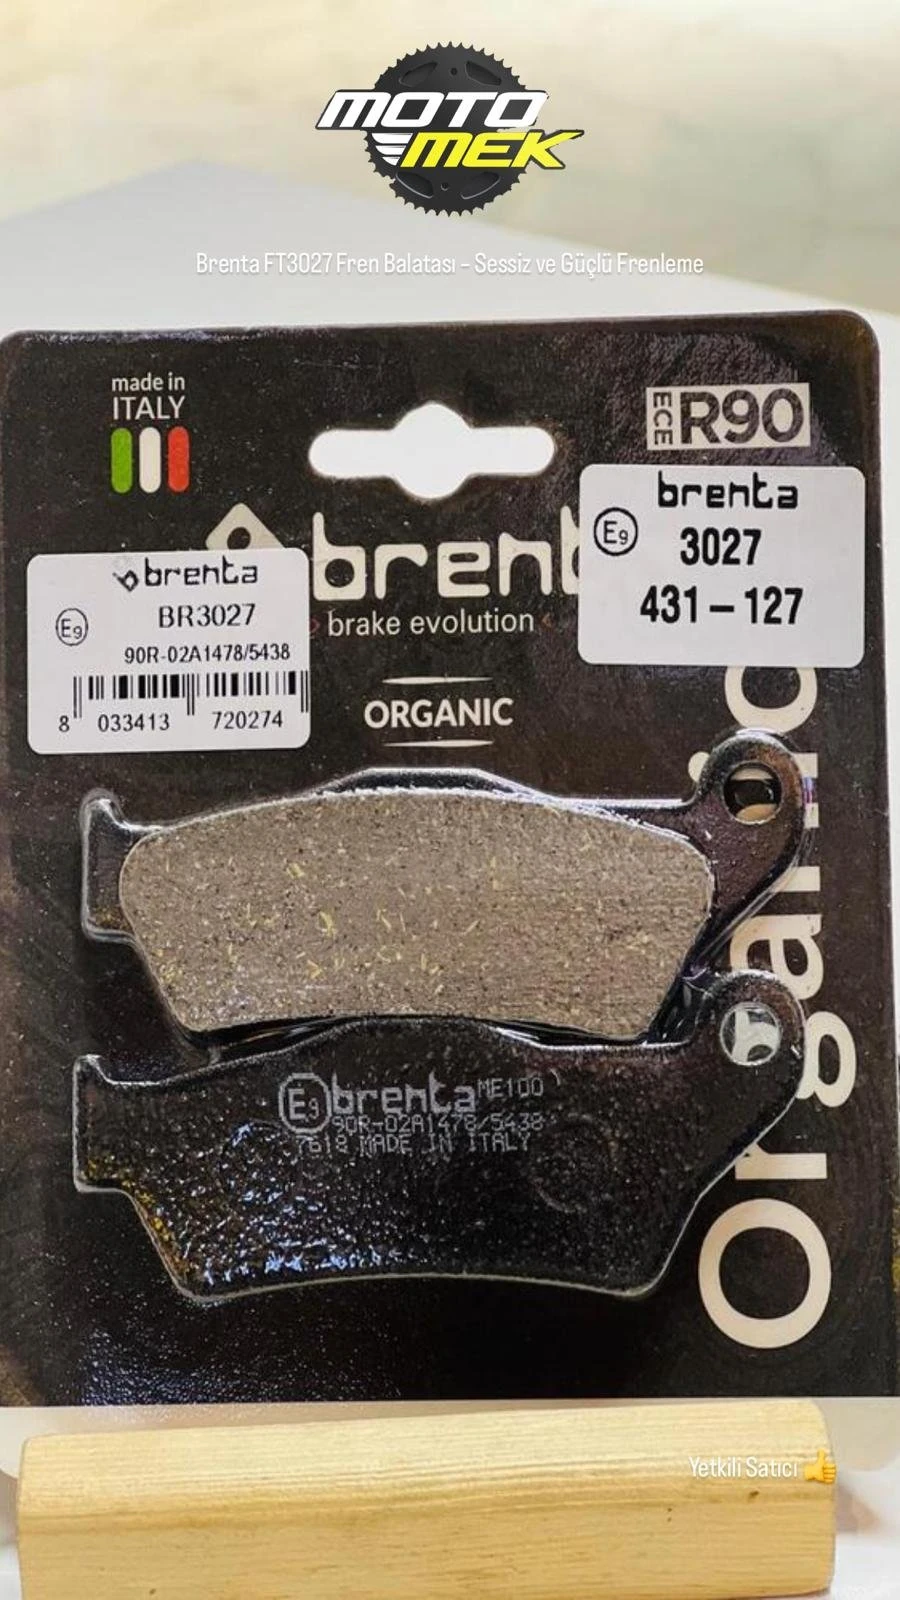 MOTO
MEK
Brenta FT3027 Fren Balatası - Sessiz ve Güçlü Frenleme
made in
ITALY
ECE R90
brenta
E9
3027
431-127
brenta
E9
BR3027
90R-02A1478/5438
8 033413 720274
brent
brake evolution
ORGANIC
Organic
E9 brenta ME100
90R-02A1478/5438
7618 MADE IN ITALY
Yetkili Satıcı 👍